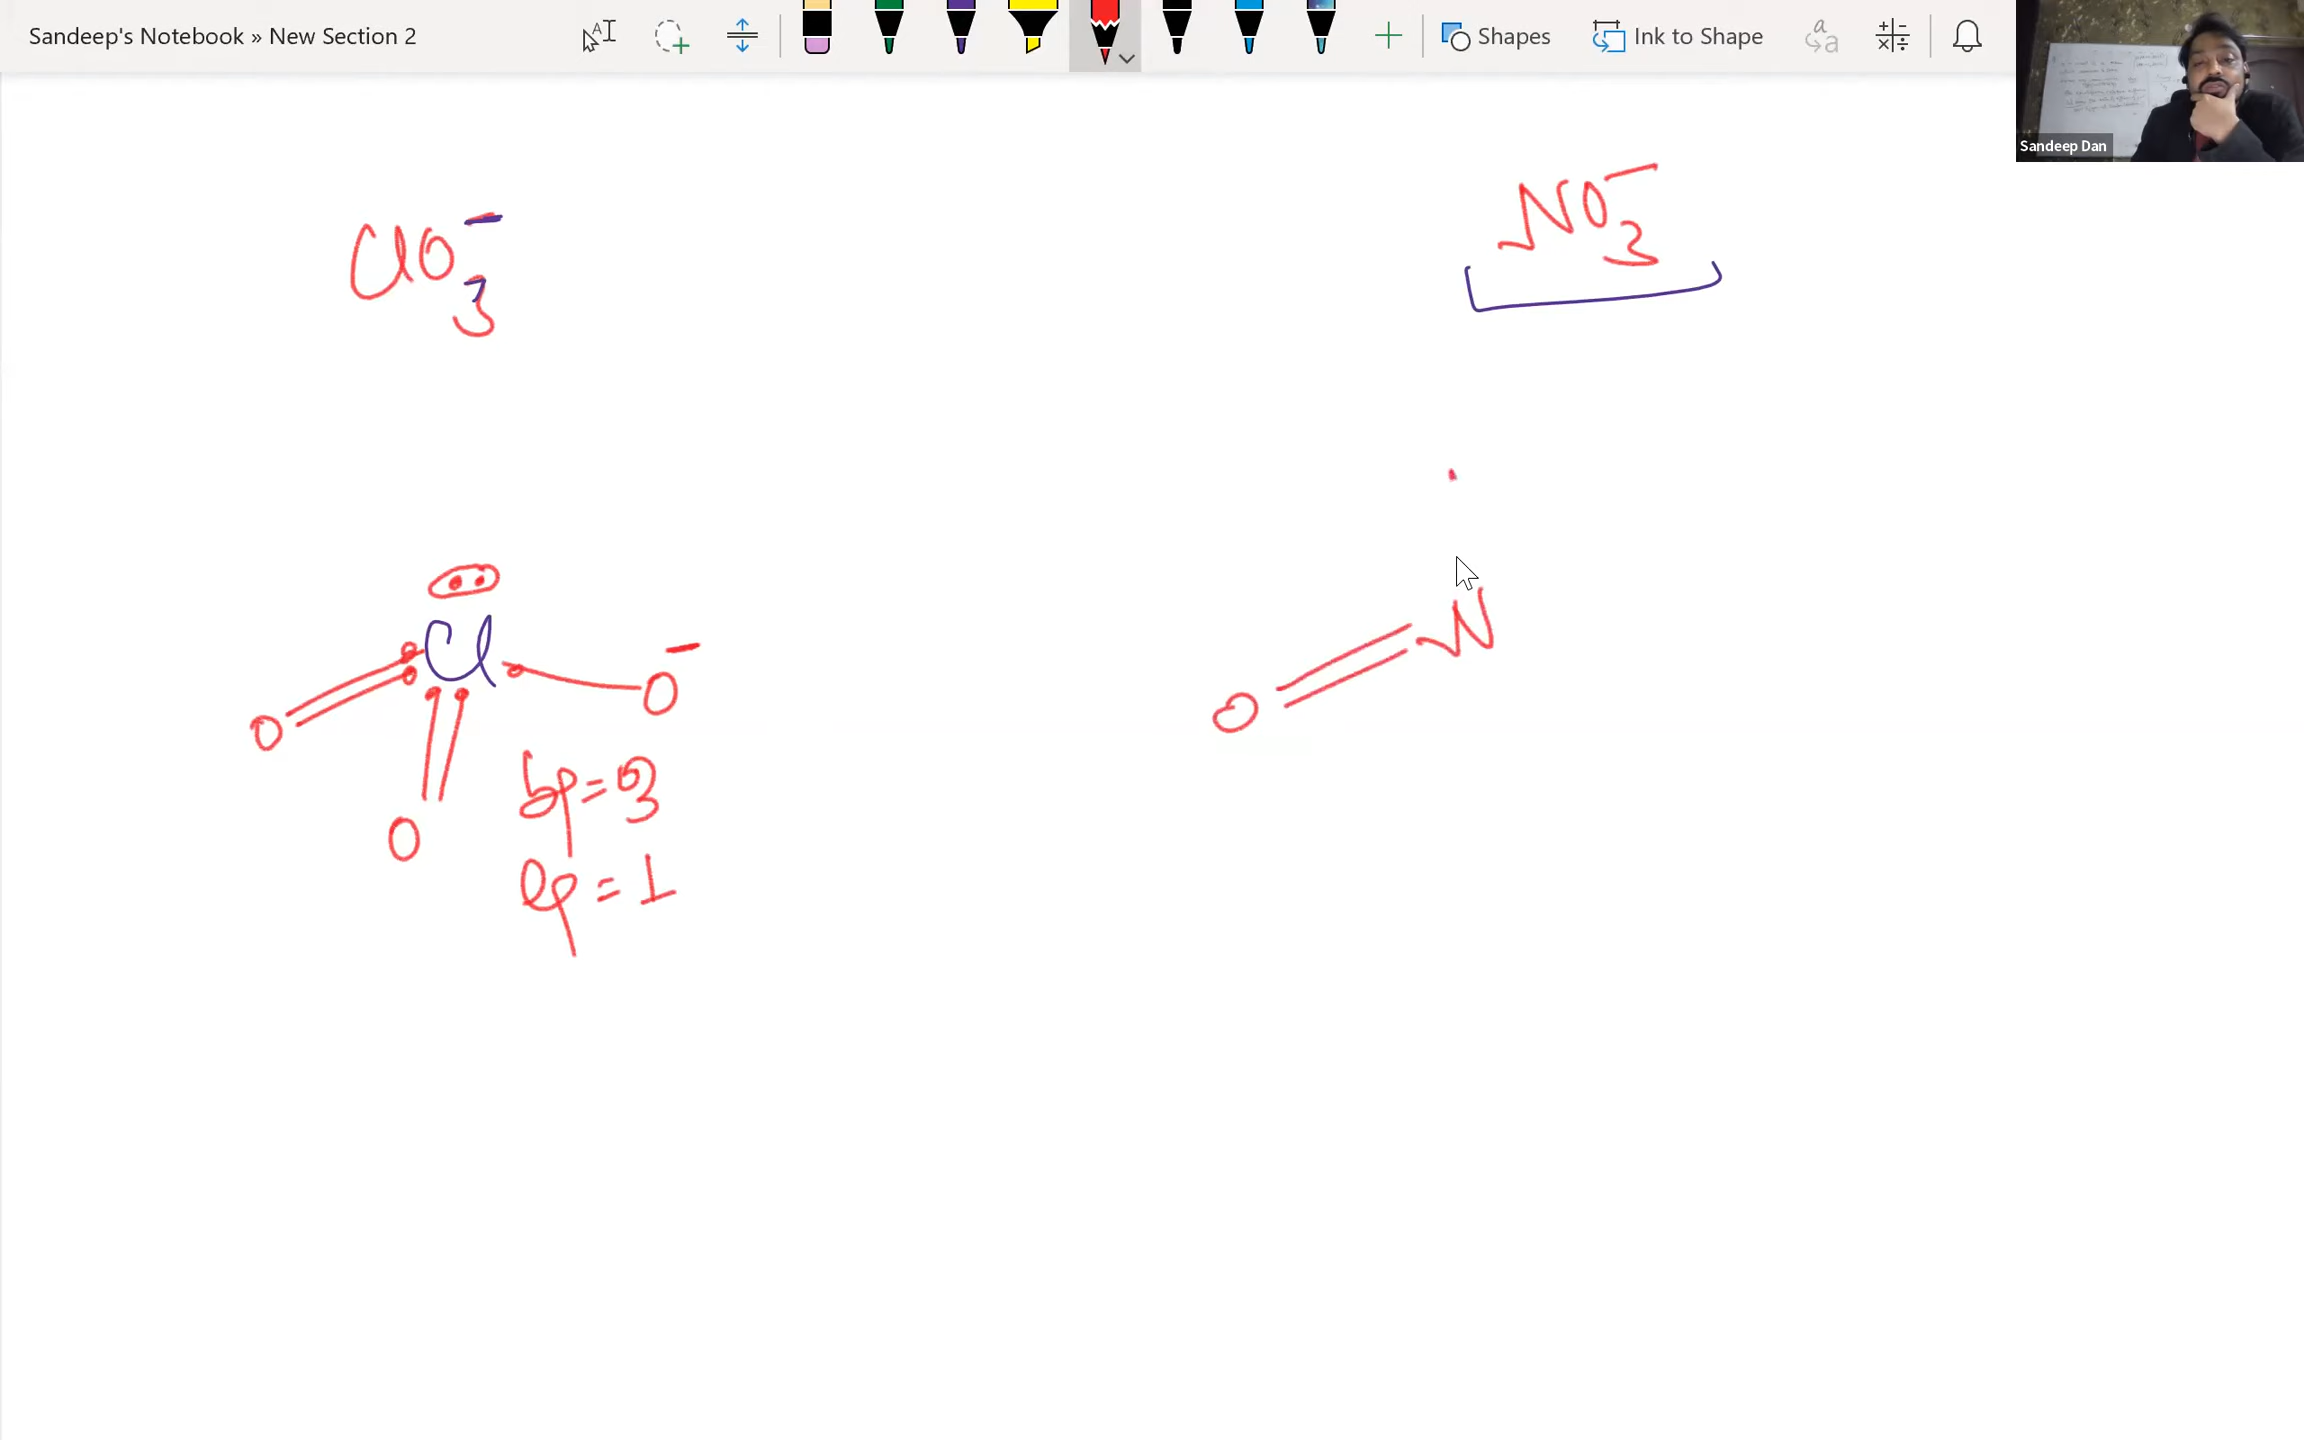 Sandeep's Notebook » New Section 2
Shapes
Ink to Shape
Sandeep Dan
ClO₃⁻
NO₃⁻
Cl
O
O⁻
O
bp = 3
lp = 1
N
O